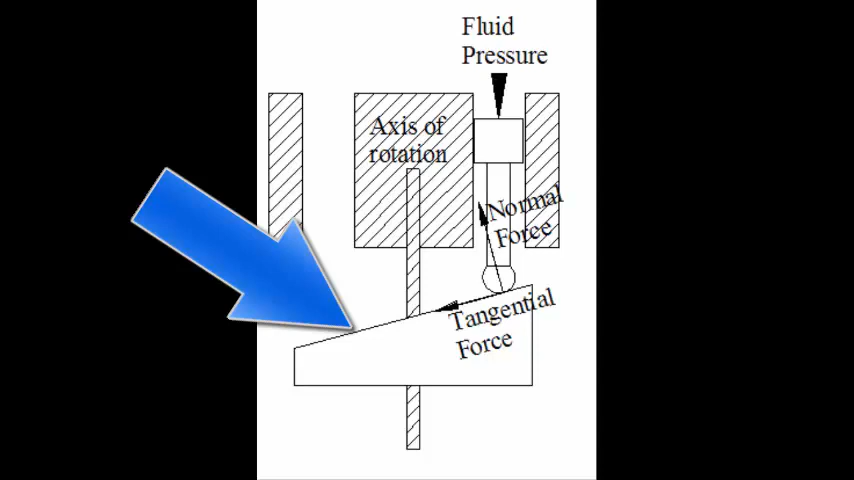 Fluid
Pressure
Axis of
rotation
Normal
Force
Tangential
Force